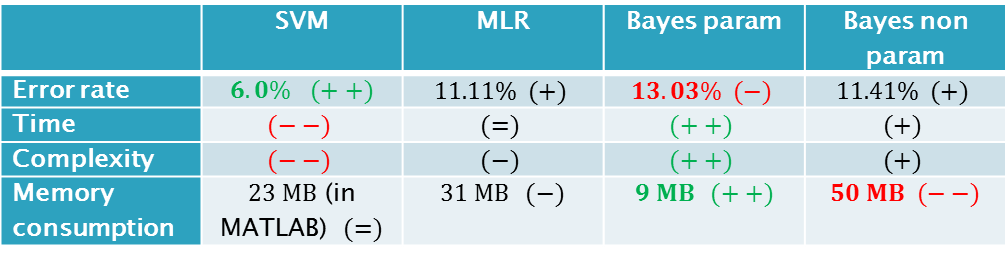 SVM MLR Bayes param Bayes non
param
Error rate 6.0% (+ +) 11.11% (+) 13.03% (−) 11.41% (+)
Time (− −) (=) (+ +) (+)
Complexity (− −) (−) (+ +) (+)
Memory 23 MB (in 31 MB (−) 9 MB (+ +) 50 MB (− −)
consumption MATLAB) (=)